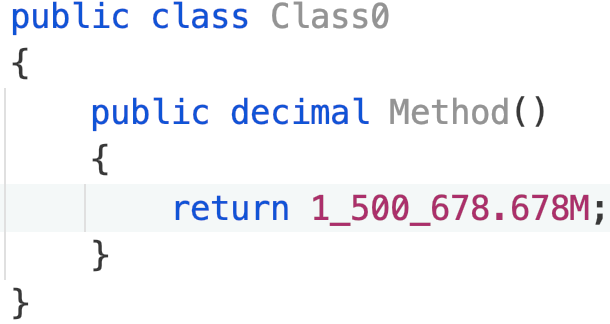 public class Class0
{
    public decimal Method()
    {
        return 1_500_678.678M;
    }
}